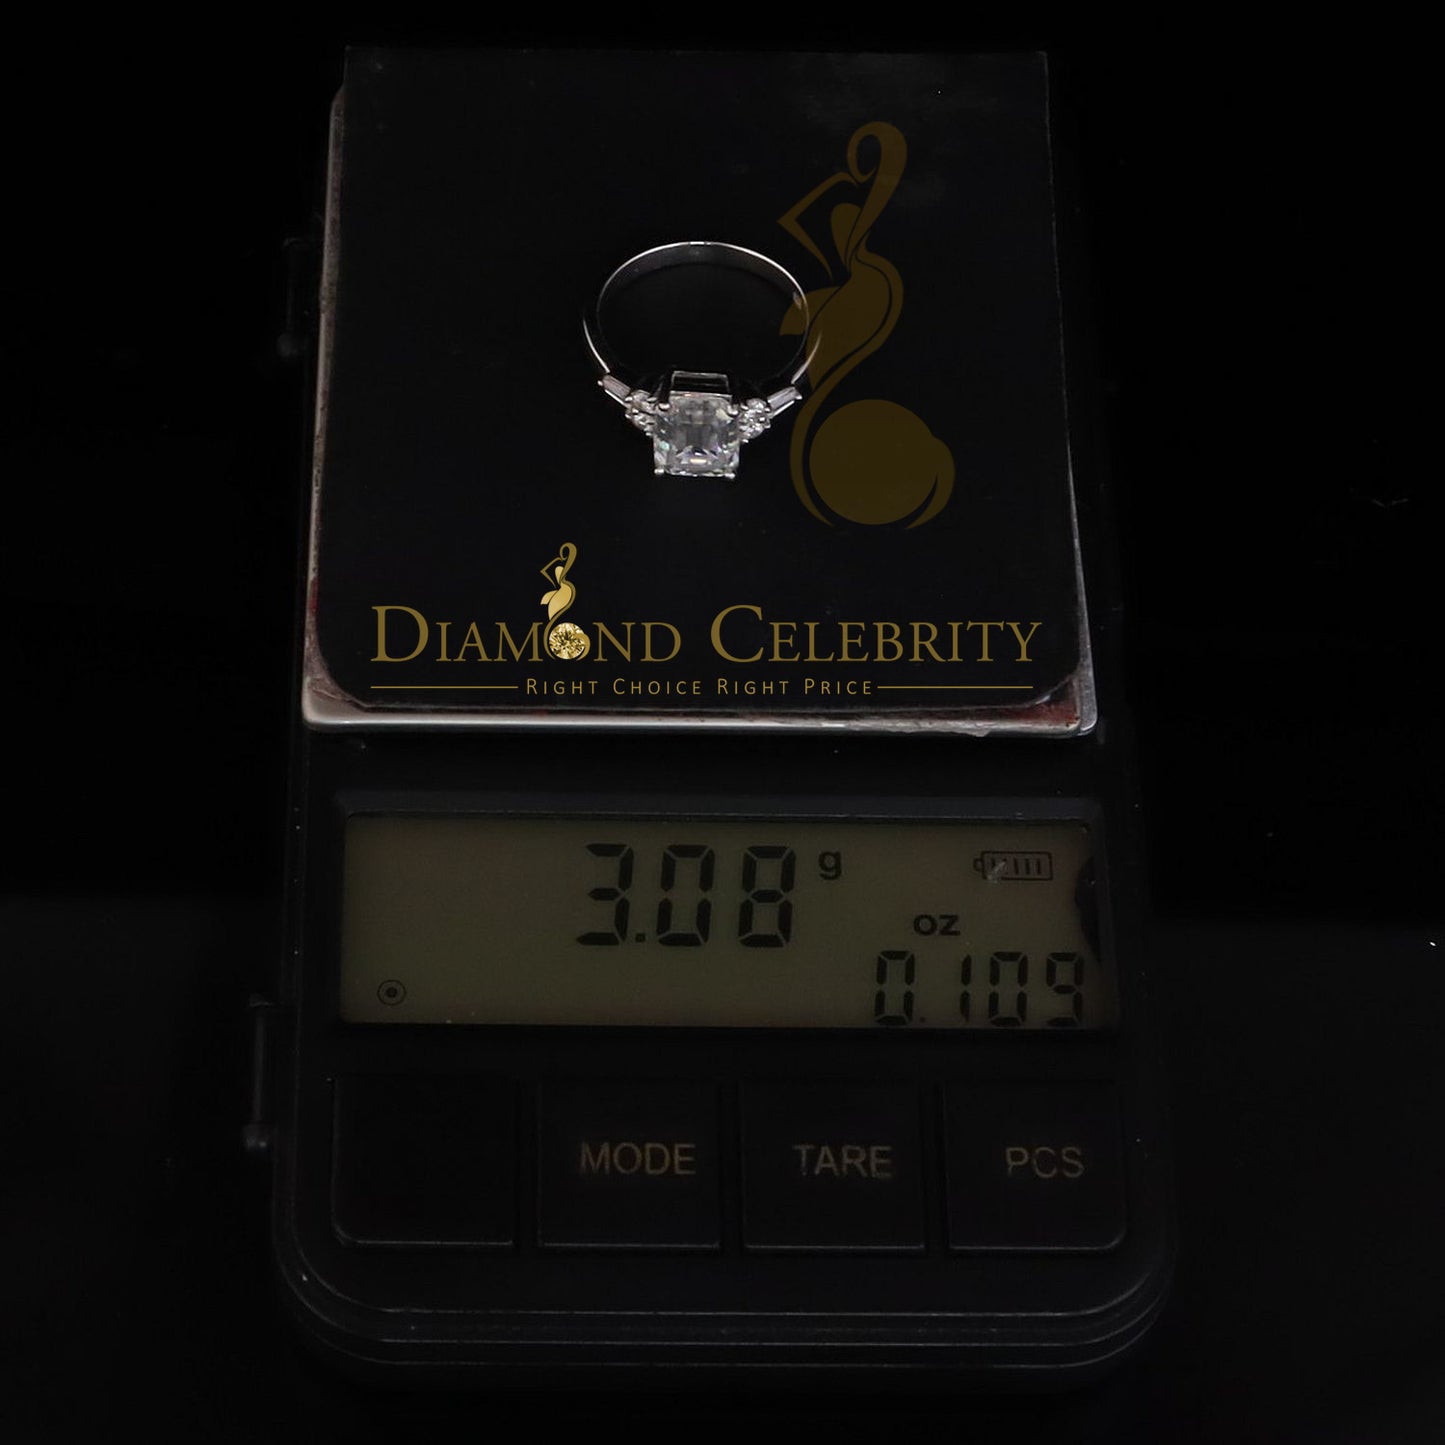 DIAMOND CELEBRITY
RIGHT CHOICE RIGHT PRICE
3.08 g
oz
0.109
MODE TARE PCS